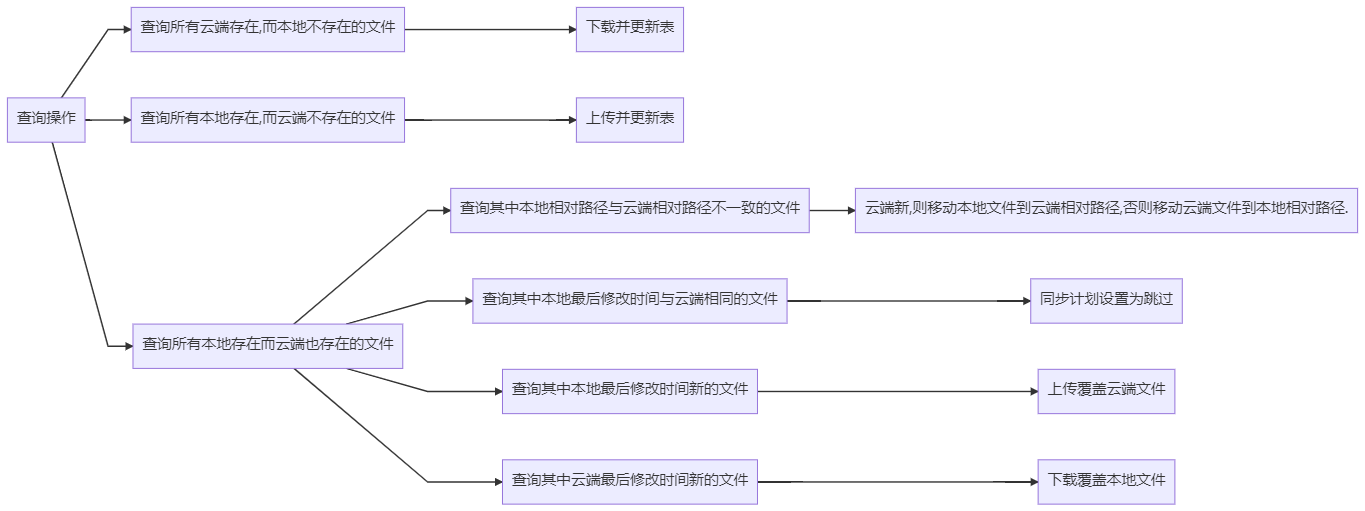 查询所有云端存在,而本地不存在的文件
下载并更新表
查询操作
查询所有本地存在,而云端不存在的文件
上传并更新表
查询其中本地相对路径与云端相对路径不一致的文件
云端新,则移动本地文件到云端相对路径,否则移动云端文件到本地相对路径.
查询其中本地最后修改时间与云端相同的文件
同步计划设置为跳过
查询所有本地存在而云端也存在的文件
查询其中本地最后修改时间新的文件
上传覆盖云端文件
查询其中云端最后修改时间新的文件
下载覆盖本地文件